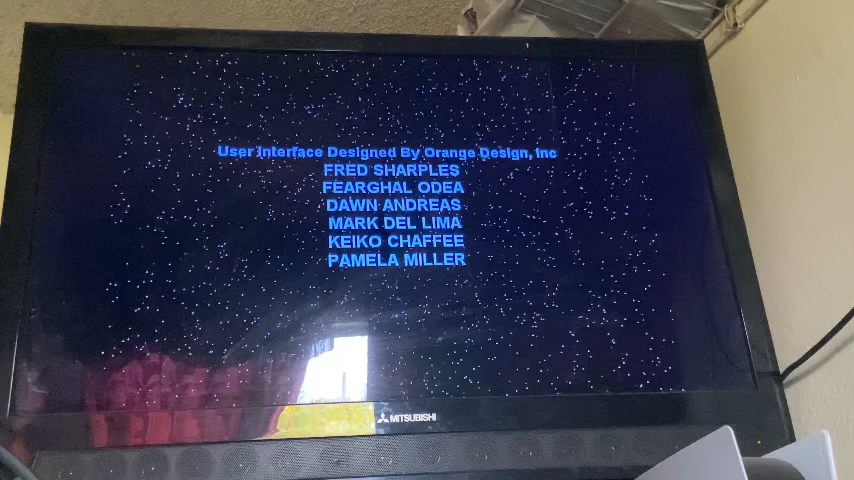 User Interface Designed By Orange Design, Inc
FRED SHARPLES
FEARGHAL ODEA
DAWN ANDREAS
MARK DEL LIMA
KEIKO CHAFFEE
PAMELA MILLER
MITSUBISHI